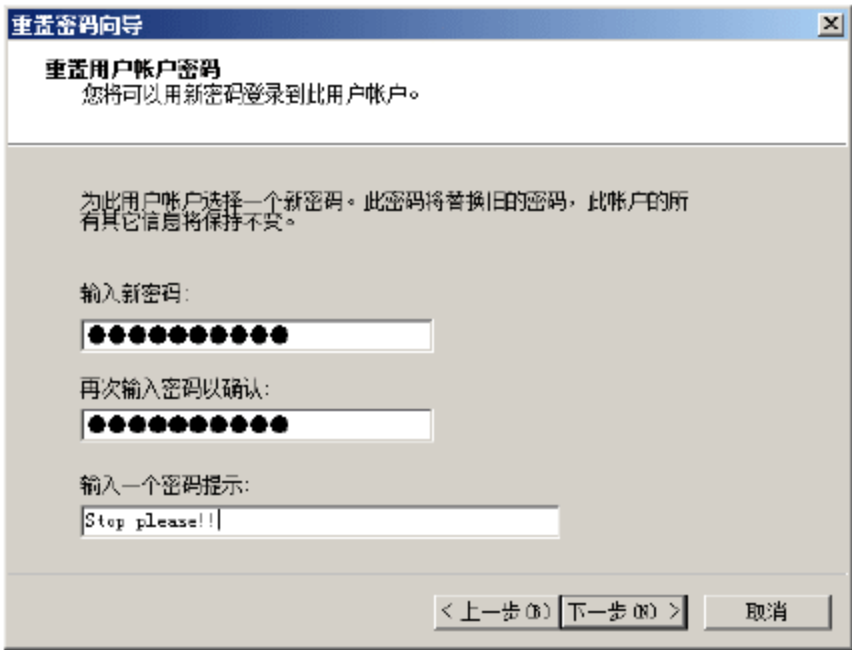 重置密码向导
重置用户帐户密码
您将可以用新密码登录到此用户帐户。
为此用户帐户选择一个新密码。此密码将替换旧的密码，此帐户的所
有其它信息将保持不变。
输入新密码:
●●●●●●●●●●
再次输入密码以确认:
●●●●●●●●●●
输入一个密码提示:
Stop please!!
< 上一步(B) 下一步(N) > 取消